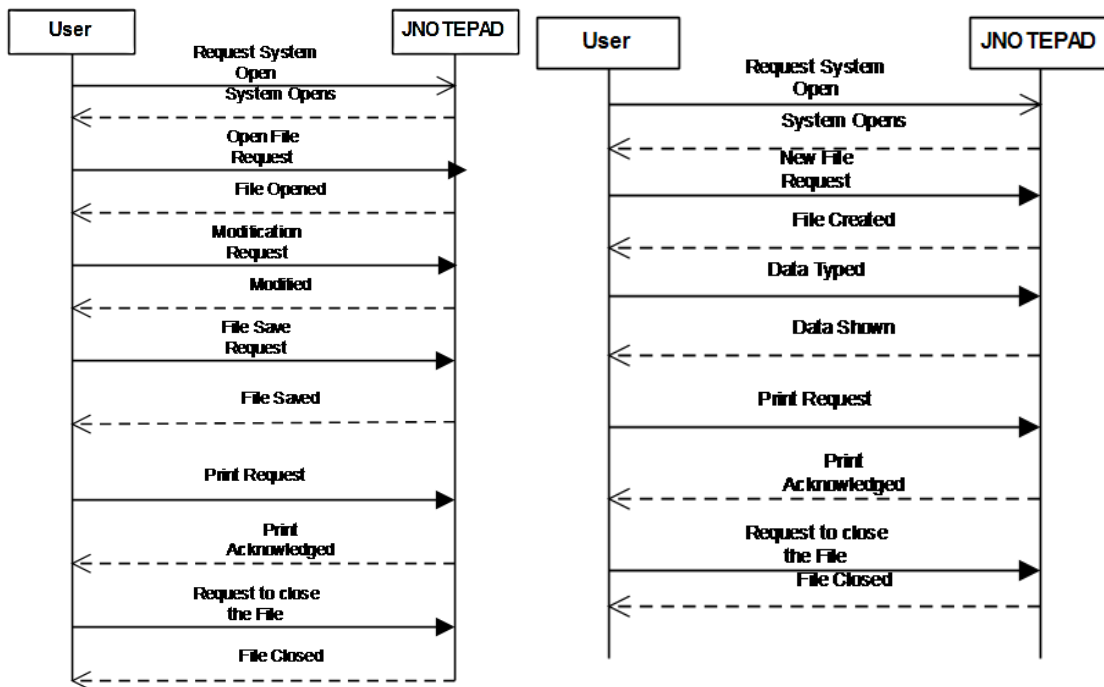 User
JNOTEPAD
Request System
Open
System Opens
Open File
Request
File Opened
Modification
Request
Modified
File Save
Request
File Saved
Print Request
Print
Acknowledged
Request to close
the File
File Closed
User
JNOTEPAD
Request System
Open
System Opens
New File
Request
File Created
Data Typed
Data Shown
Print Request
Print
Acknowledged
Request to close
the File
File Closed